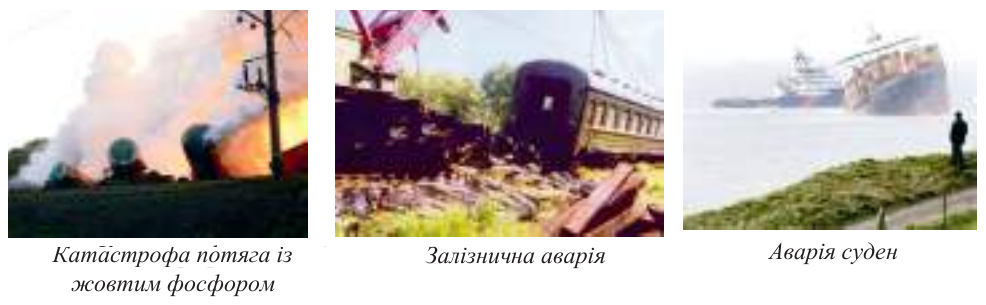 Катастрофа потяга із
жовтим фосфором
Залізнична аварія
Аварія суден